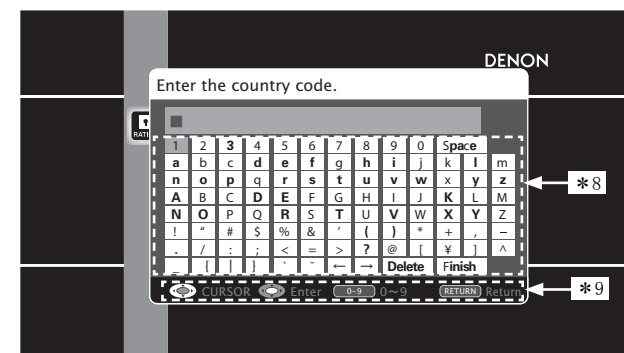 DENON
Enter the country code.
RATI
1 2 3 4 5 6 7 8 9 0 Space
a b c d e f g h i j k l m
n o p q r s t u v w x y z
A B C D E F G H I J K L M
N O P Q R S T U V W X Y Z
! “ # $ % & ’ ( ) * + , −
. / : ; < = > ? @ [ ¥ ] ^
_ { | } ` ˉ ← → Delete Finish
CURSOR Enter 0-9 0～9 RETURN Return
*8
*9